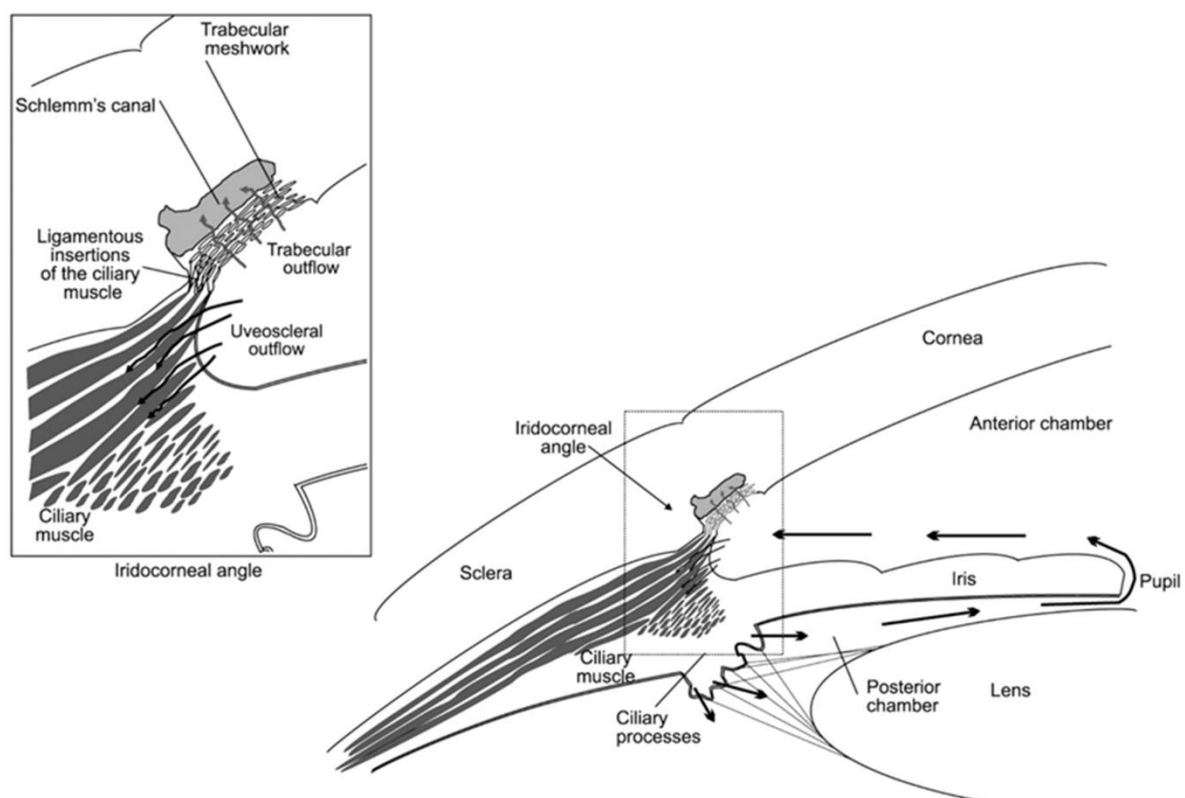 Trabecular
meshwork
Schlemm's canal
Ligamentous
insertions
of the ciliary
muscle
Trabecular
outflow
Uveoscleral
outflow
Ciliary
muscle
Iridocorneal angle
Cornea
Anterior chamber
Iridocorneal
angle
Sclera
Iris
Pupil
Ciliary
muscle
Posterior
chamber
Lens
Ciliary
processes